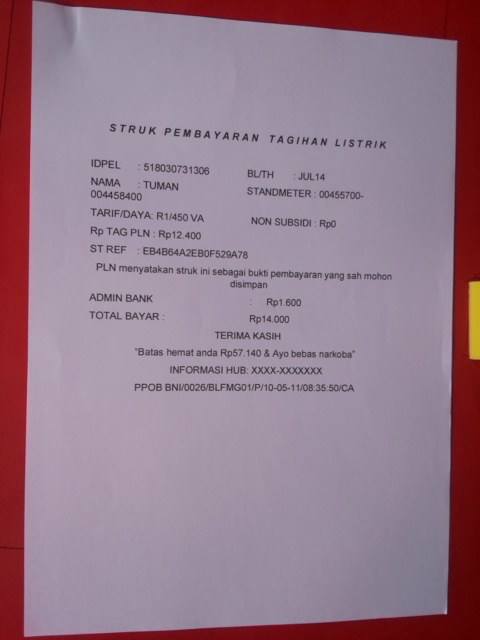 STRUK PEMBAYARAN TAGIHAN LISTRIK
IDPEL : 518030731306 BL/TH : JUL14
NAMA : TUMAN STANDMETER : 00455700-
004458400
TARIF/DAYA: R1/450 VA NON SUBSIDI : Rp0
Rp TAG PLN : Rp12.400
ST REF : EB4B64A2EB0F529A78
PLN menyatakan struk ini sebagai bukti pembayaran yang sah mohon
disimpan
ADMIN BANK : Rp1.600
TOTAL BAYAR : Rp14.000
TERIMA KASIH
"Batas hemat anda Rp57.140 & Ayo bebas narkoba"
INFORMASI HUB: XXXX-XXXXXXX
PPOB BNI/0026/BLFMG01/P/10-05-11/08:35:50/CA